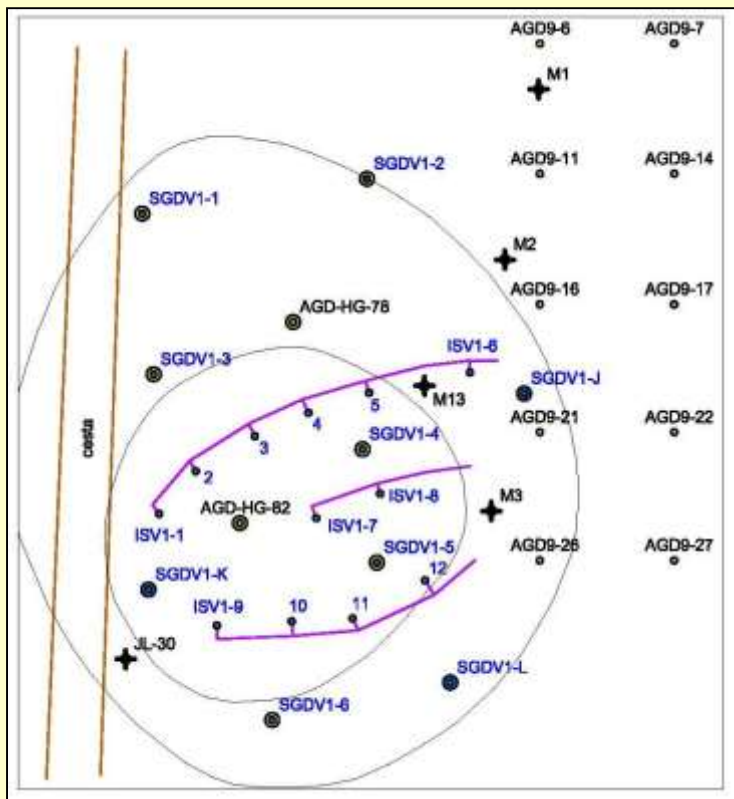 AGD9-6
AGD9-7
M1
AGD9-11
AGD9-14
SGDV1-2
SGDV1-1
M2
AGD9-16
AGD9-17
AGD-HG-78
ISV1-6
SGDV1-3
SGDV1-J
M13
5
4
AGD9-21
AGD9-22
cesta
3
SGDV1-4
2
ISV1-8
AGD-HG-82
M3
ISV1-1
ISV1-7
SGDV1-5
AGD9-26
AGD9-27
12
SGDV1-K
ISV1-9
10
11
JL-30
SGDV1-L
SGDV1-6